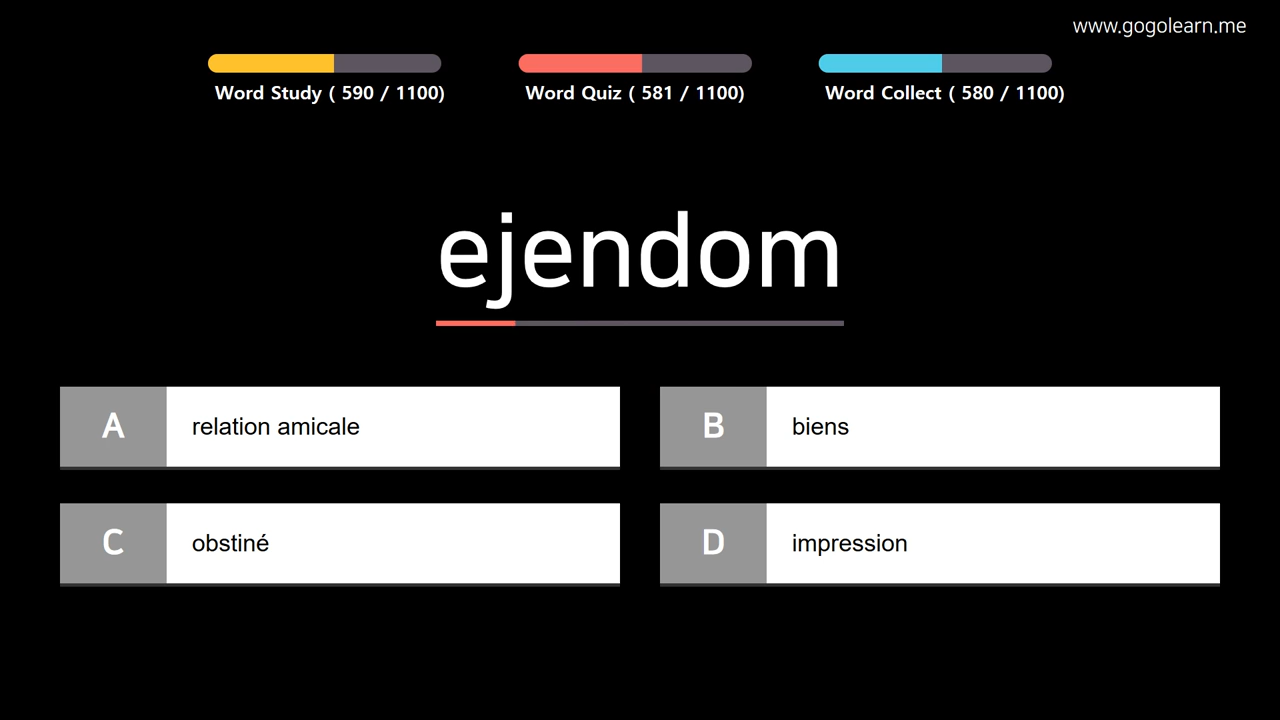 www.gogolearn.me
Word Study ( 590 / 1100)
Word Quiz ( 581 / 1100)
Word Collect ( 580 / 1100)
ejendom
A relation amicale
B biens
C obstiné
D impression